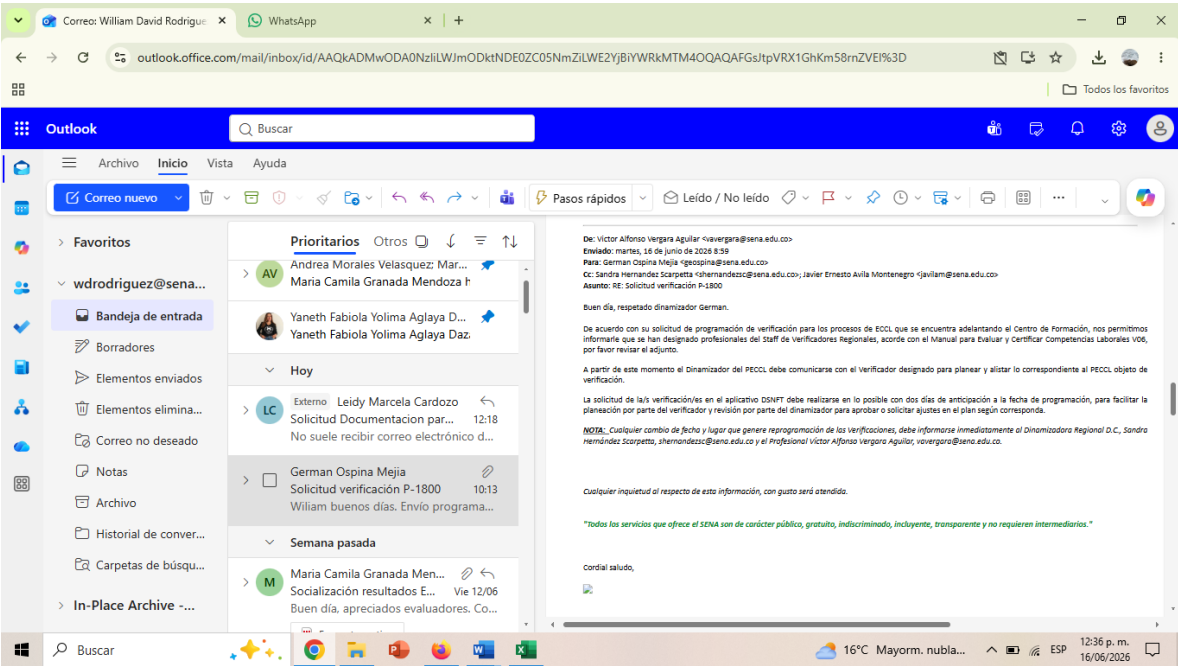 Correo: William David Rodrigue
WhatsApp
outlook.office.com/mail/inbox/id/AAQkADMwODA0NzliLWJmODktNDE0ZC05NmZiLWE2YjBiYWRkMTM4OQAQAFGsJtpVRX1GhKm58rnZVEI%3D
Todos los favoritos
Outlook
Buscar
Archivo Inicio Vista Ayuda
Correo nuevo
Pasos rápidos
Leído / No leído
Favoritos
wdrodriguez@sena...
Bandeja de entrada
Borradores
Elementos enviados
Elementos elimina...
Correo no deseado
Notas
Archivo
Historial de conver...
Carpetas de búsqu...
In-Place Archive -...
Prioritarios Otros
AV
Andrea Morales Velasquez; Mar...
Maria Camila Granada Mendoza h
Yaneth Fabiola Yolima Aglaya D...
Yaneth Fabiola Yolima Aglaya Daza
Hoy
LC
Externo Leidy Marcela Cardozo
Solicitud Documentacion par... 12:18
No suele recibir correo electrónico d...
German Ospina Mejia
Solicitud verificación P-1800 10:13
Wiliam buenos días. Envío programa...
Semana pasada
M
Maria Camila Granada Men...
Socialización resultados E... Vie 12/06
Buen día, apreciados evaluadores. Co...
De: Víctor Alfonso Vergara Aguilar <vavergara@sena.edu.co>
Enviado: martes, 16 de junio de 2026 8:59
Para: German Ospina Mejia <geospina@sena.edu.co>
Cc: Sandra Hernandez Scarpetta <shernandezsc@sena.edu.co>; Javier Ernesto Avila Montenegro <javilam@sena.edu.co>
Asunto: RE: Solicitud verificación P-1800
Buen día, respetado dinamizador German.
De acuerdo con su solicitud de programación de verificación para los procesos de ECCL que se encuentra adelantando el Centro de Formación, nos permitimos
informarle que se han designado profesionales del Staff de Verificadores Regionales, acorde con el Manual para Evaluar y Certificar Competencias Laborales V06,
por favor revisar el adjunto.
A partir de este momento el Dinamizador del PECCL debe comunicarse con el Verificador designado para planear y alistar lo correspondiente al PECCL objeto de
verificación.
La solicitud de la/s verificación/es en el aplicativo DSNFT debe realizarse en lo posible con dos días de anticipación a la fecha de programación, para facilitar la
planeación por parte del verificador y revisión por parte del dinamizador para aprobar o solicitar ajustes en el plan según corresponda.
NOTA: Cualquier cambio de fecha y lugar que genere reprogramación de las Verificaciones, debe informarse inmediatamente al Dinamizadora Regional D.C., Sandra
Hernández Scarpetta, shernandezsc@sena.edu.co y el Profesional Víctor Alfonso Vergara Aguilar, vavergara@sena.edu.co.
Cualquier inquietud al respecto de esta información, con gusto será atendida.
"Todos los servicios que ofrece el SENA son de carácter público, gratuito, indiscriminado, incluyente, transparente y no requieren intermediarios."
Cordial saludo,
Buscar
16°C Mayorm. nubla...
ESP
12:36 p. m.
16/06/2026